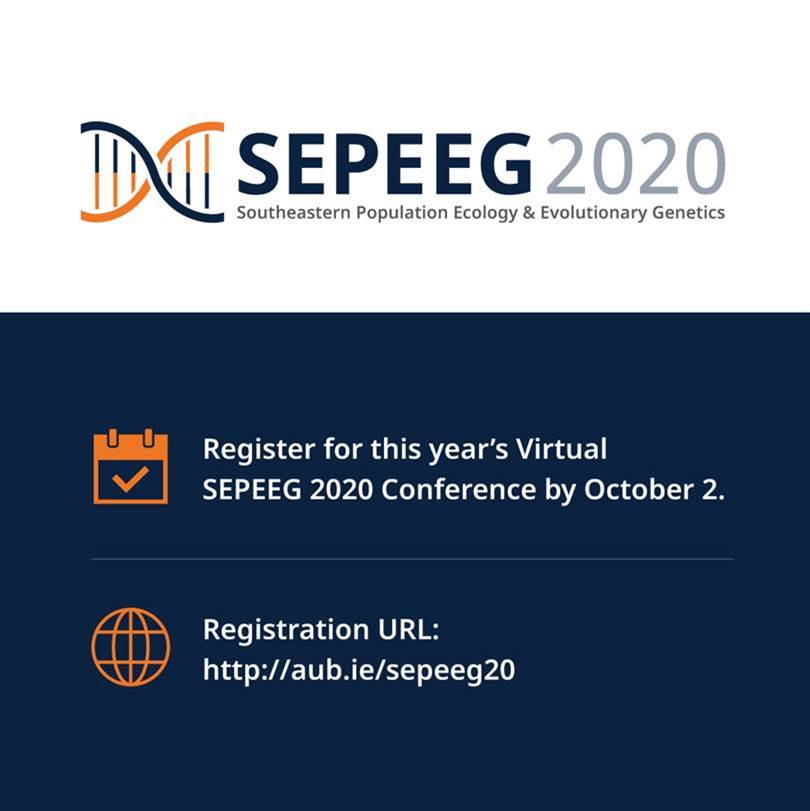 SEPEEG 2020
Southeastern Population Ecology & Evolutionary Genetics
Register for this year’s Virtual
SEPEEG 2020 Conference by October 2.
Registration URL:
http://aub.ie/sepeeg20